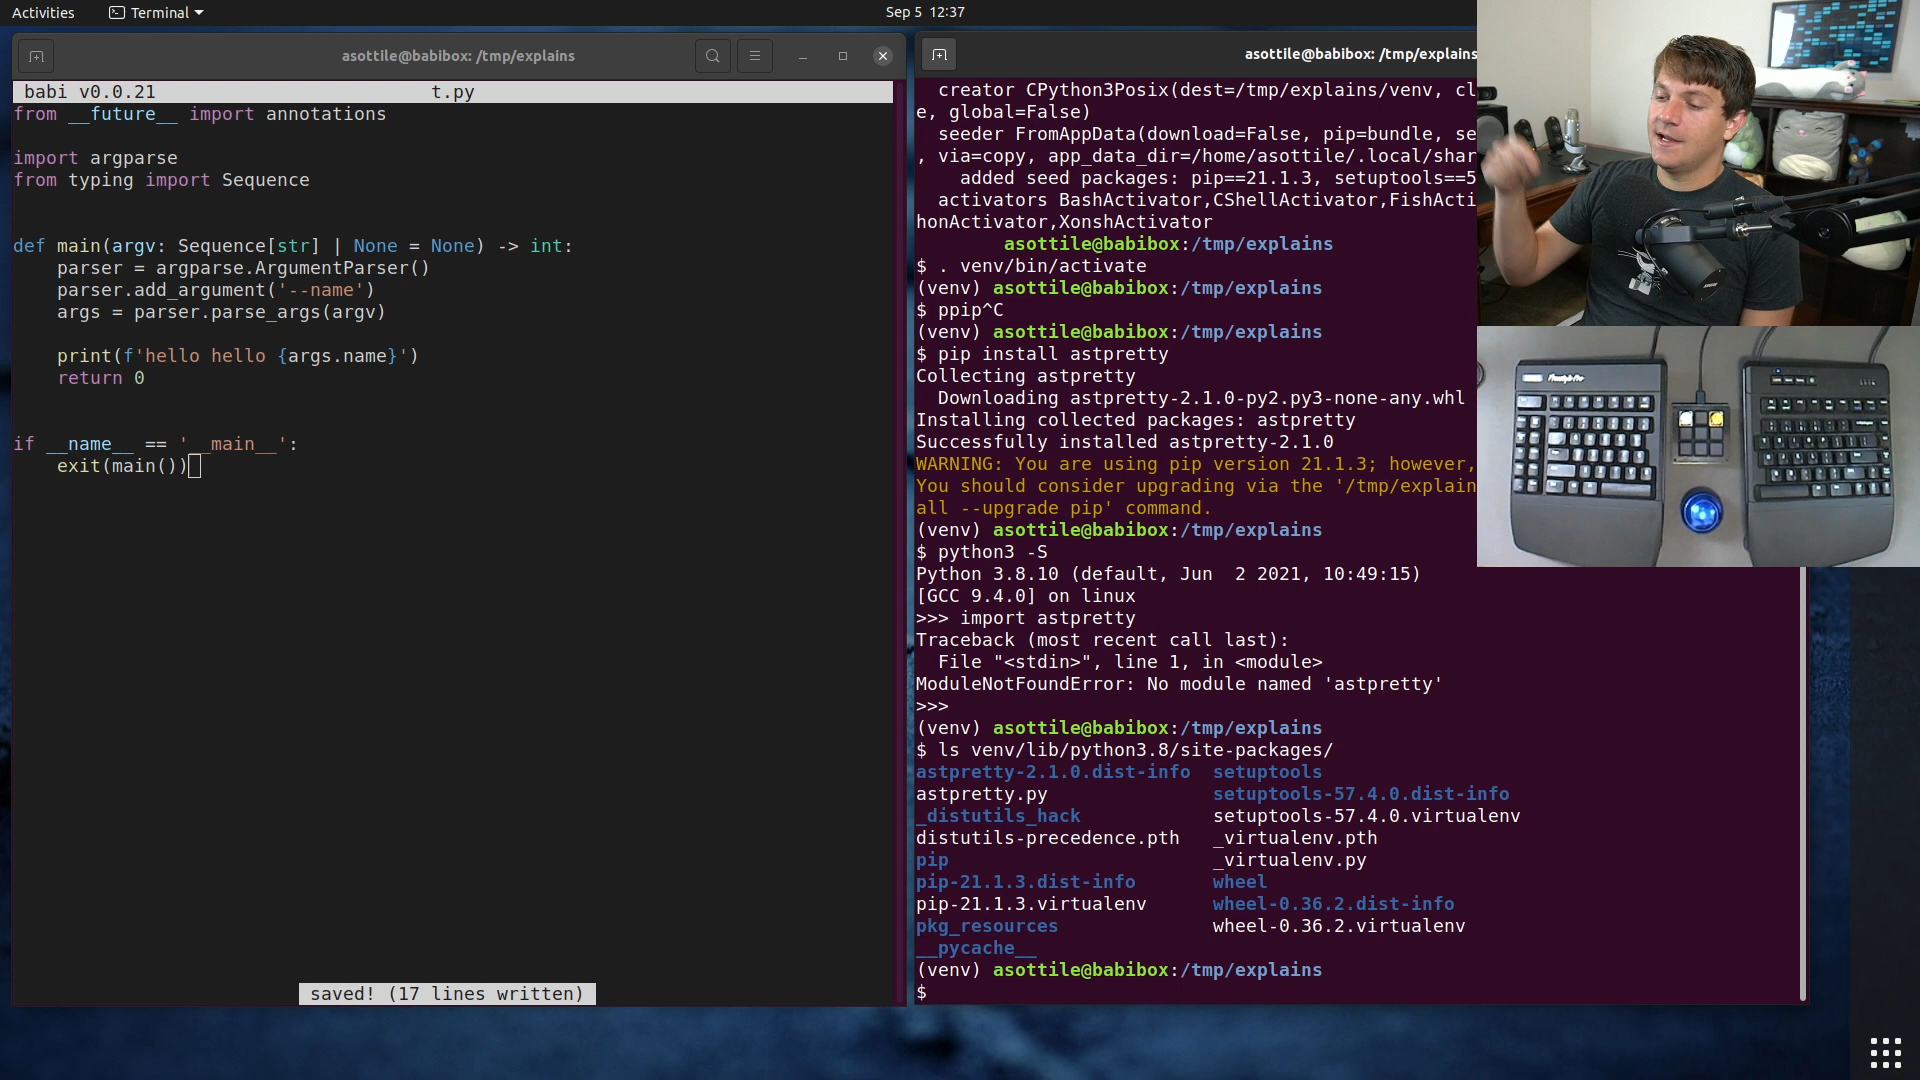 Activities
Terminal
Sep 5 12:37
asottile@babibox: /tmp/explains
babi v0.0.21 t.py
from __future__ import annotations
import argparse
from typing import Sequence
def main(argv: Sequence[str] | None = None) -> int:
    parser = argparse.ArgumentParser()
    parser.add_argument('--name')
    args = parser.parse_args(argv)
    print(f'hello hello {args.name}')
    return 0
if __name__ == '__main__':
    exit(main())
saved! (17 lines written)
asottile@babibox: /tmp/explains
  creator CPython3Posix(dest=/tmp/explains/venv, cl
e, global=False)
  seeder FromAppData(download=False, pip=bundle, se
, via=copy, app_data_dir=/home/asottile/.local/shar
    added seed packages: pip==21.1.3, setuptools==5
  activators BashActivator,CShellActivator,FishActi
honActivator,XonshActivator
        asottile@babibox:/tmp/explains
$ . venv/bin/activate
(venv) asottile@babibox:/tmp/explains
$ ppip^C
(venv) asottile@babibox:/tmp/explains
$ pip install astpretty
Collecting astpretty
  Downloading astpretty-2.1.0-py2.py3-none-any.whl
Installing collected packages: astpretty
Successfully installed astpretty-2.1.0
WARNING: You are using pip version 21.1.3; however,
You should consider upgrading via the '/tmp/explain
all --upgrade pip' command.
(venv) asottile@babibox:/tmp/explains
$ python3 -S
Python 3.8.10 (default, Jun  2 2021, 10:49:15)
[GCC 9.4.0] on linux
>>> import astpretty
Traceback (most recent call last):
  File "<stdin>", line 1, in <module>
ModuleNotFoundError: No module named 'astpretty'
>>>
(venv) asottile@babibox:/tmp/explains
$ ls venv/lib/python3.8/site-packages/
astpretty-2.1.0.dist-info  setuptools
astpretty.py               setuptools-57.4.0.dist-info
_distutils_hack            setuptools-57.4.0.virtualenv
distutils-precedence.pth   _virtualenv.pth
pip                        _virtualenv.py
pip-21.1.3.dist-info       wheel
pip-21.1.3.virtualenv      wheel-0.36.2.dist-info
pkg_resources              wheel-0.36.2.virtualenv
__pycache__
(venv) asottile@babibox:/tmp/explains
$